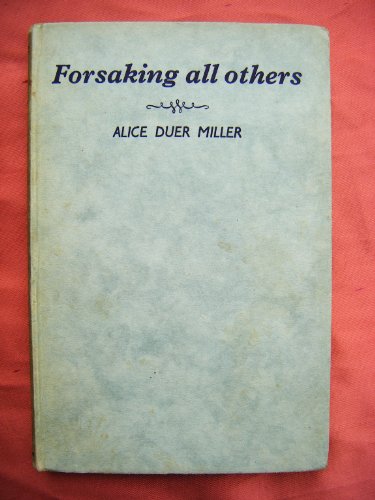 Forsaking all others
ALICE DUER MILLER